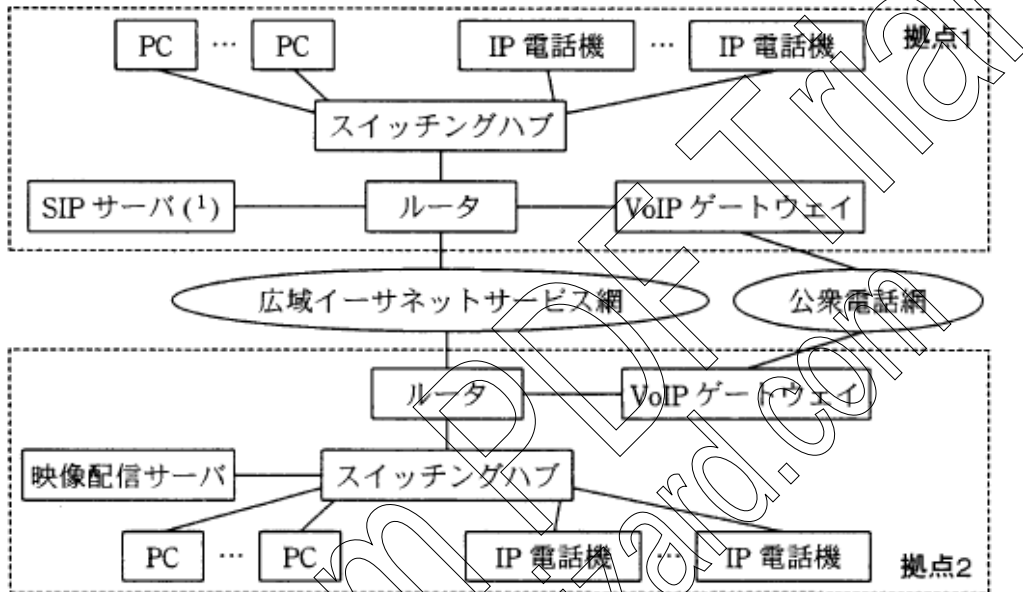 PC … PC IP 電話機 … IP 電話機 拠点1
スイッチングハブ
SIP サーバ(¹) ルータ VoIP ゲートウェイ
広域イーサネットサービス網 公衆電話網
ルータ VoIP ゲートウェイ
映像配信サーバ スイッチングハブ
PC … PC IP 電話機 … IP 電話機 拠点2